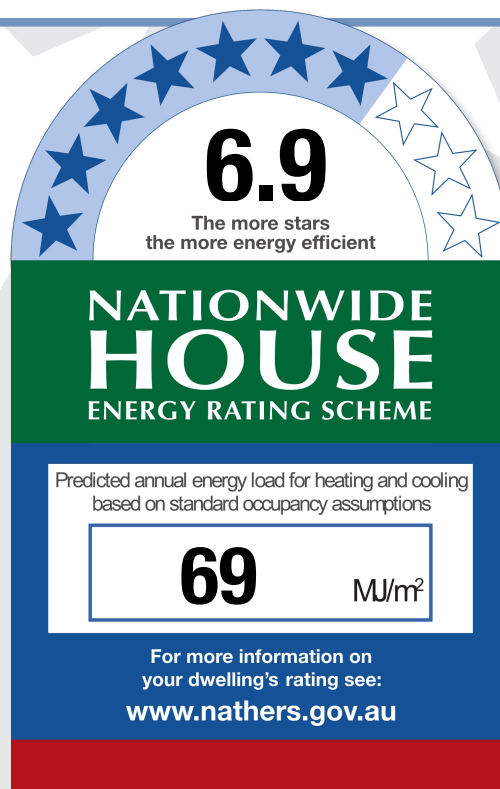 6.9
The more stars
the more energy efficient
NATIONWIDE
HOUSE
ENERGY RATING SCHEME
Predicted annual energy load for heating and cooling
based on standard occupancy assumptions
69 MJ/m²
For more information on
your dwelling's rating see:
www.nathers.gov.au